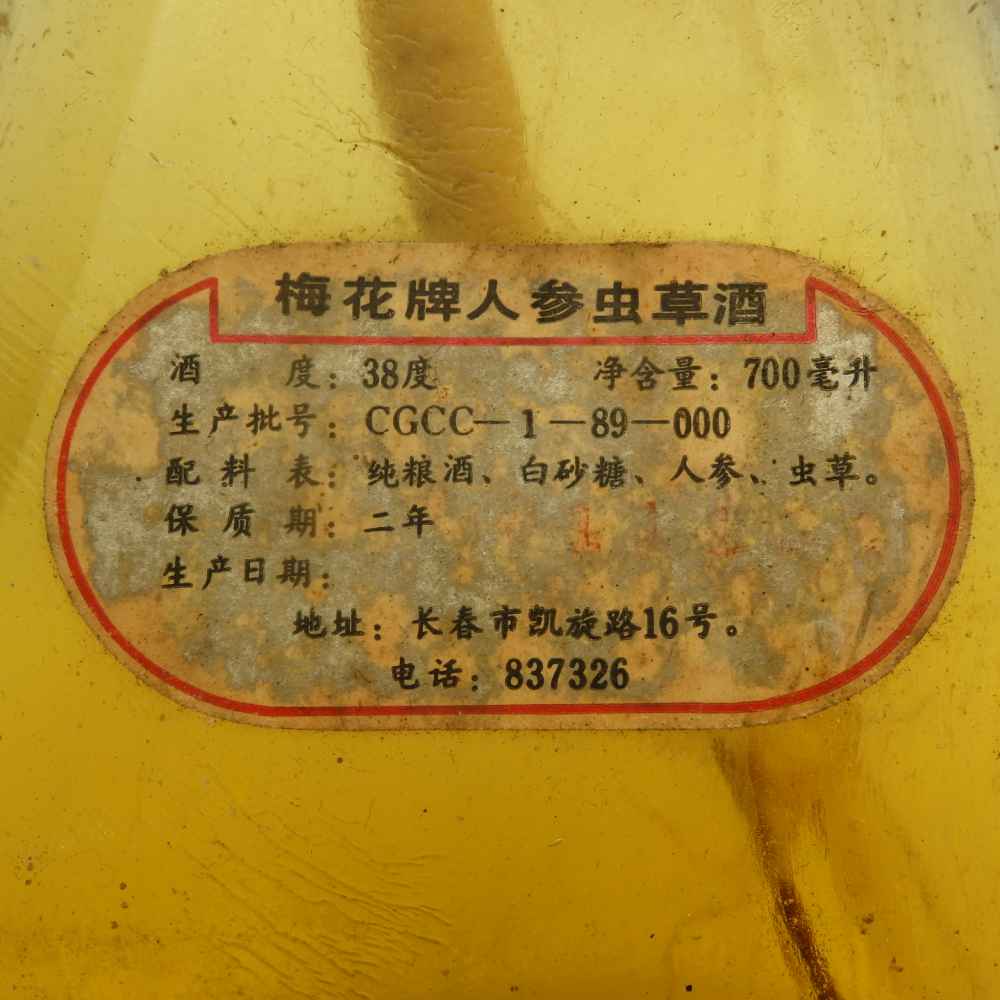 梅花牌人参虫草酒
酒 度：38度 净含量：700毫升
生产批号：CGCC—1—89—000
配料表：纯粮酒、白砂糖、人参、虫草。
保质期：二年
生产日期：
地址：长春市凯旋路16号。
电话：837326